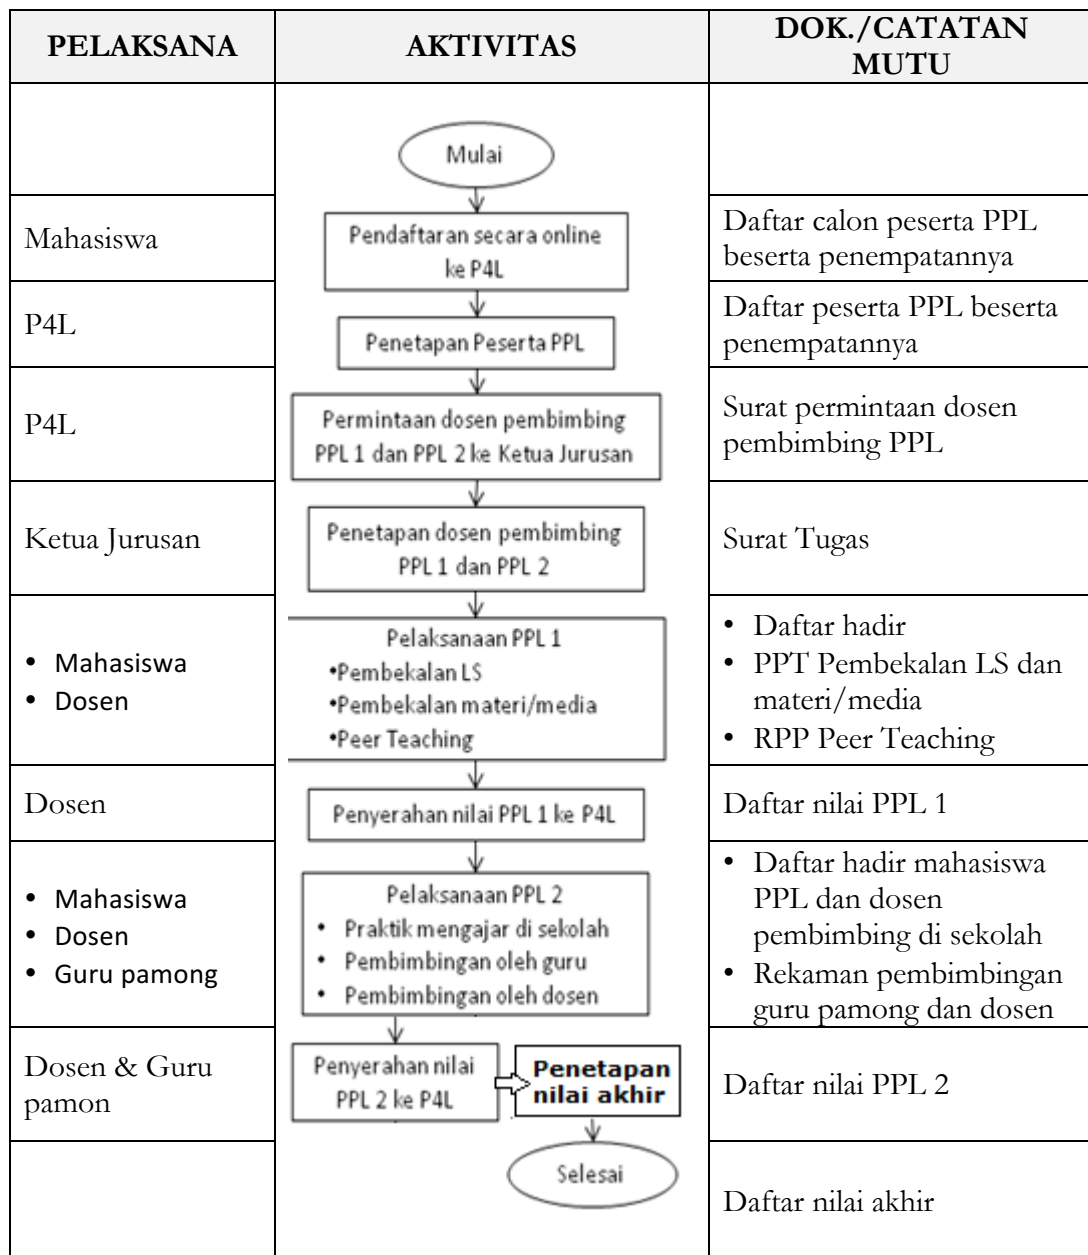 PELAKSANA
AKTIVITAS
DOK./CATATAN
MUTU
Mulai
Mahasiswa
Pendaftaran secara online
ke P4L
Daftar calon peserta PPL
beserta penempatannya
P4L
Penetapan Peserta PPL
Daftar peserta PPL beserta
penempatannya
P4L
Permintaan dosen pembimbing
PPL 1 dan PPL 2 ke Ketua Jurusan
Surat permintaan dosen
pembimbing PPL
Ketua Jurusan
Penetapan dosen pembimbing
PPL 1 dan PPL 2
Surat Tugas
• Mahasiswa
• Dosen
Pelaksanaan PPL 1
•Pembekalan LS
•Pembekalan materi/media
•Peer Teaching
• Daftar hadir
• PPT Pembekalan LS dan
materi/media
• RPP Peer Teaching
Dosen
Penyerahan nilai PPL 1 ke P4L
Daftar nilai PPL 1
• Mahasiswa
• Dosen
• Guru pamong
Pelaksanaan PPL 2
• Praktik mengajar di sekolah
• Pembimbingan oleh guru
• Pembimbingan oleh dosen
• Daftar hadir mahasiswa
PPL dan dosen
pembimbing di sekolah
• Rekaman pembimbingan
guru pamong dan dosen
Dosen & Guru
pamon
Penyerahan nilai
PPL 2 ke P4L
Penetapan
nilai akhir
Daftar nilai PPL 2
Selesai
Daftar nilai akhir